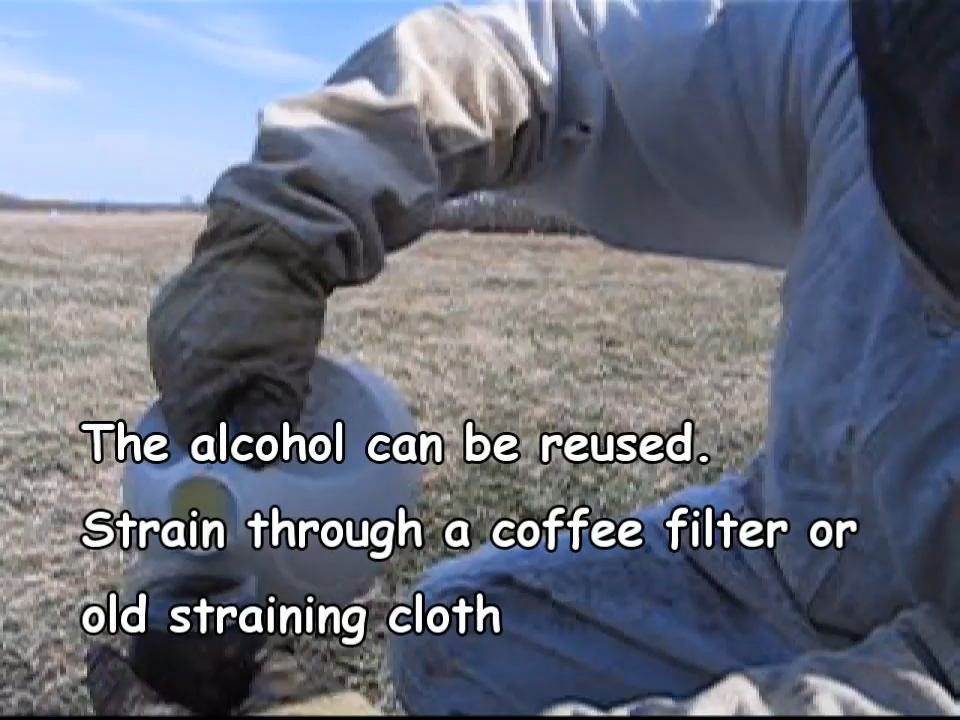 The alcohol can be reused.
Strain through a coffee filter or
old straining cloth